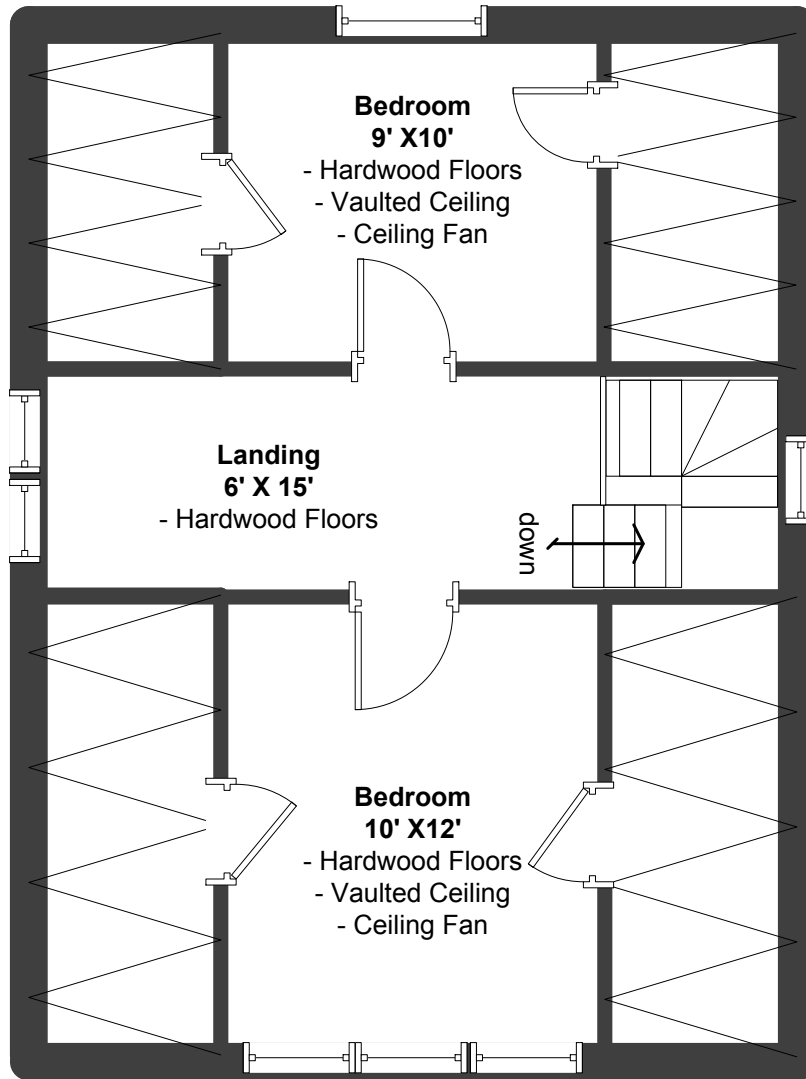 Bedroom
9' X10'
- Hardwood Floors
- Vaulted Ceiling
- Ceiling Fan
Landing
6' X 15'
- Hardwood Floors
down
Bedroom
10' X12'
- Hardwood Floors
- Vaulted Ceiling
- Ceiling Fan